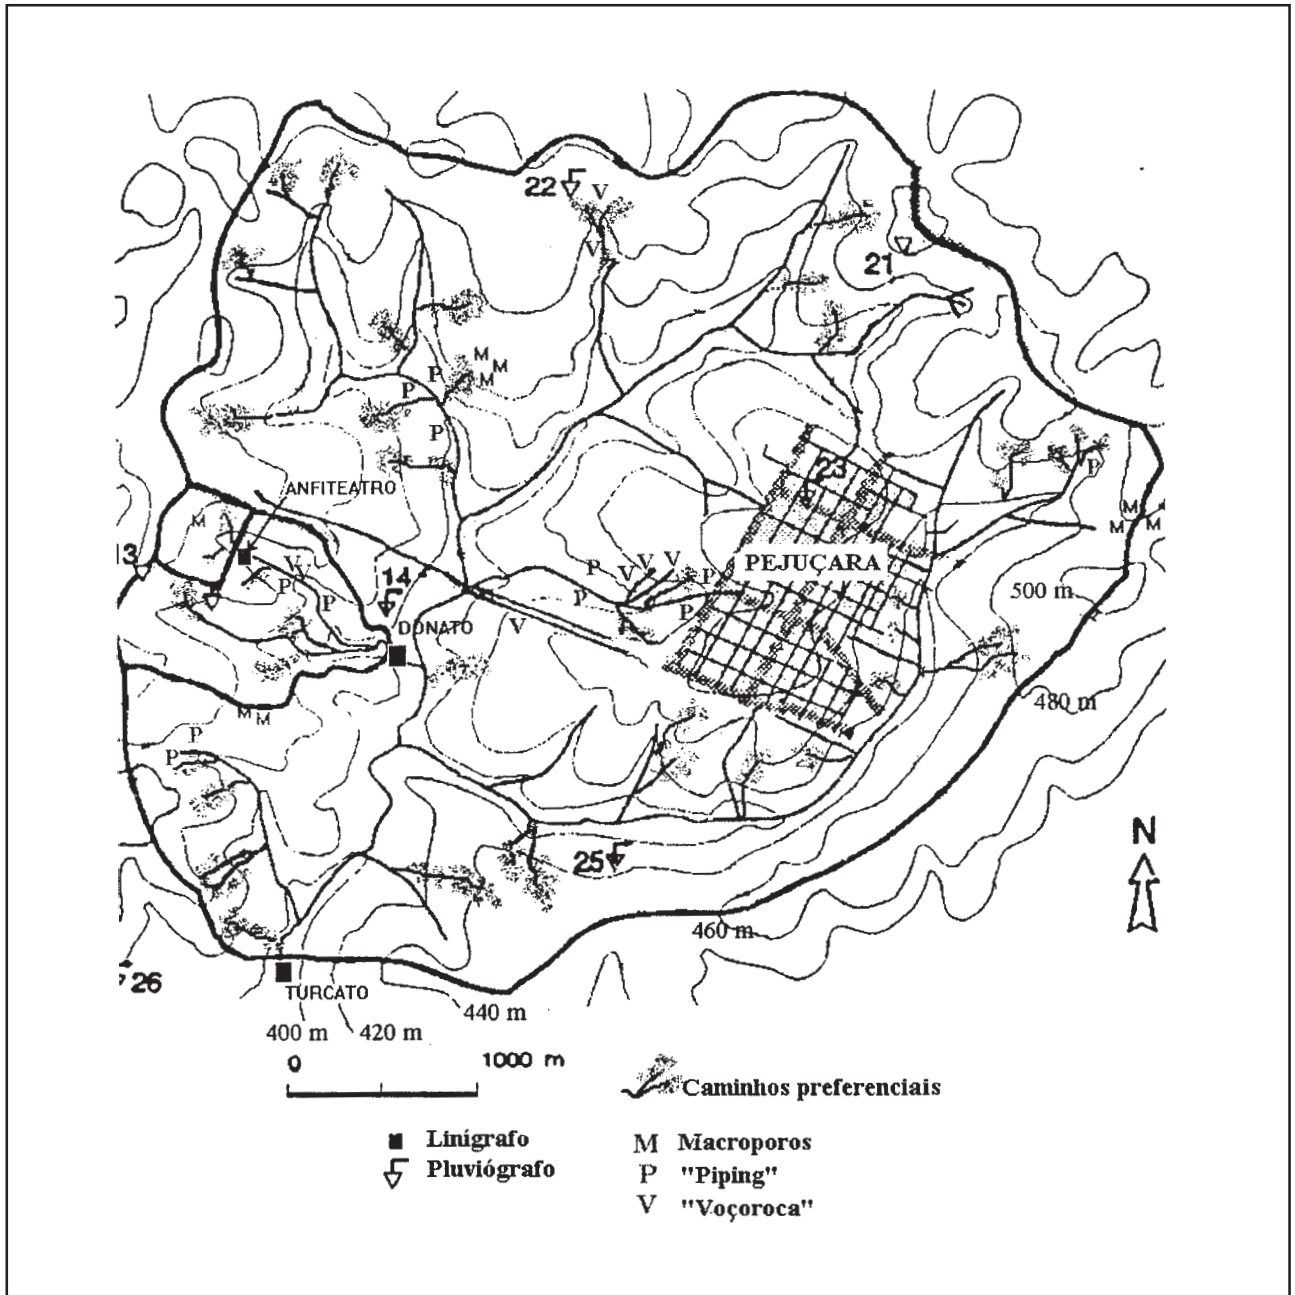 22
V
V
21
M
M
M
P
P
P
23
ANFITEATRO
P
M
M
M
M
13
V
V
P
P
14
P
V
V
V
P
P
P
PEJUÇARA
500 m
V
DONATO
480 m
M M
P
P
25
N
460 m
26
TURCATO
440 m
400 m
420 m
0
1000 m
Caminhos preferenciais
Linígrafo
M Macroporos
Pluviógrafo
P "Piping"
V "Voçoroca"